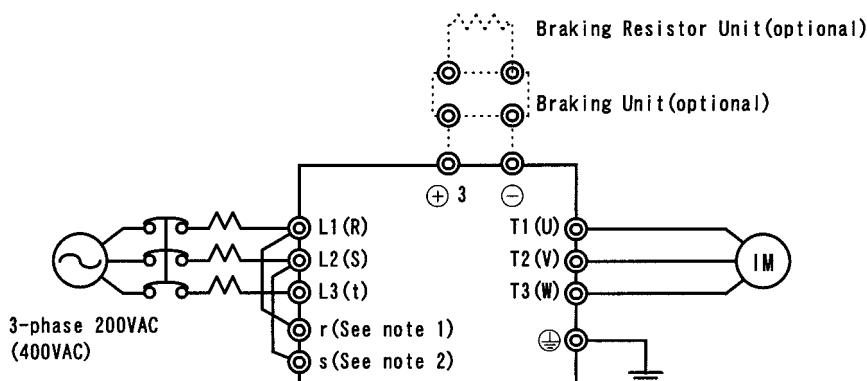 Braking Resistor Unit(optional)
Braking Unit(optional)
⊕ 3
⊖
L1(R)
L2(S)
L3(t)
r(See note 1)
s(See note 2)
T1(U)
T2(V)
T3(W)
IM
3-phase 200VAC
(400VAC)